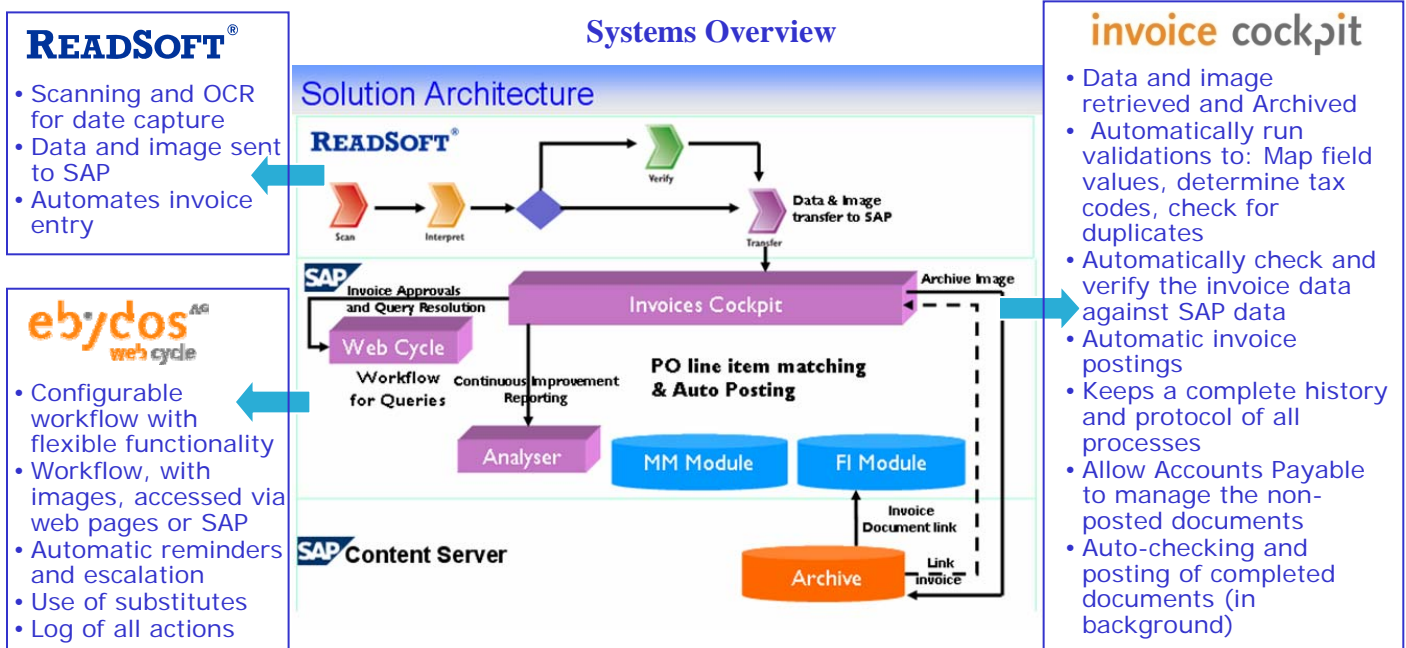 Systems Overview
READSOFT®
• Scanning and OCR
for date capture
• Data and image sent
to SAP
• Automates invoice
entry
ebydos AG
web cycle
• Configurable
workflow with
flexible functionality
• Workflow, with
images, accessed via
web pages or SAP
• Automatic reminders
and escalation
• Use of substitutes
• Log of all actions
Solution Architecture
READSOFT®
Verify
Scan
Interpret
Transfer
Data & Image
transfer to SAP
SAP
Invoice Approvals
and Query Resolution
Invoices Cockpit
Archive Image
Web Cycle
Workflow
for Queries
Continuous Improvement
Reporting
PO line item matching
& Auto Posting
Analyser
MM Module
FI Module
Invoice
Document link
SAP Content Server
Archive
Link
invoice
invoice cockpit
• Data and image
retrieved and Archived
• Automatically run
validations to: Map field
values, determine tax
codes, check for
duplicates
• Automatically check and
verify the invoice data
against SAP data
• Automatic invoice
postings
• Keeps a complete history
and protocol of all
processes
• Allow Accounts Payable
to manage the non-
posted documents
• Auto-checking and
posting of completed
documents (in
background)